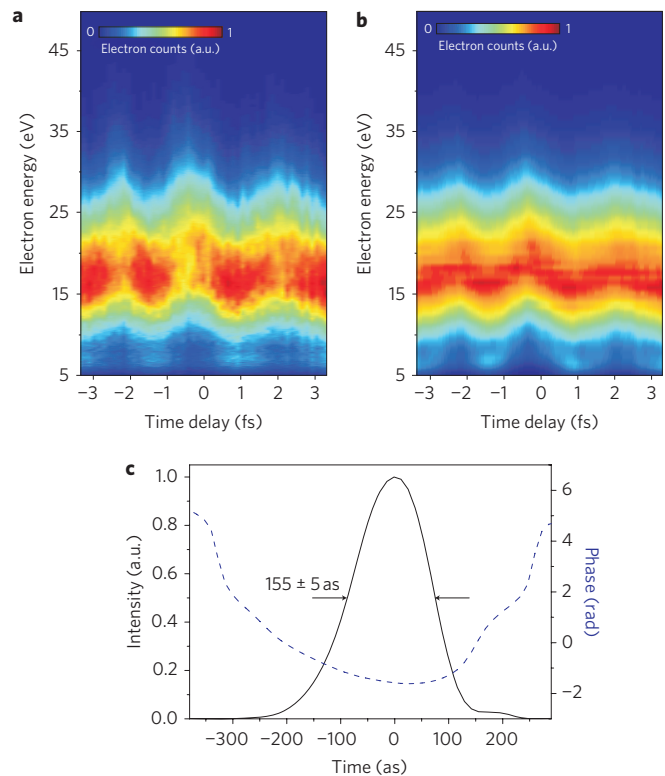 a
b
0 1
Electron counts (a.u.)
0 1
Electron counts (a.u.)
45
35
25
15
5
Electron energy (eV)
−3 −2 −1 0 1 2 3
Time delay (fs)
45
35
25
15
5
Electron energy (eV)
−3 −2 −1 0 1 2 3
Time delay (fs)
c
1.0
0.8
0.6
0.4
0.2
0.0
Intensity (a.u.)
155 ± 5 as
6
4
2
0
−2
Phase (rad)
−300 −200 −100 0 100 200
Time (as)